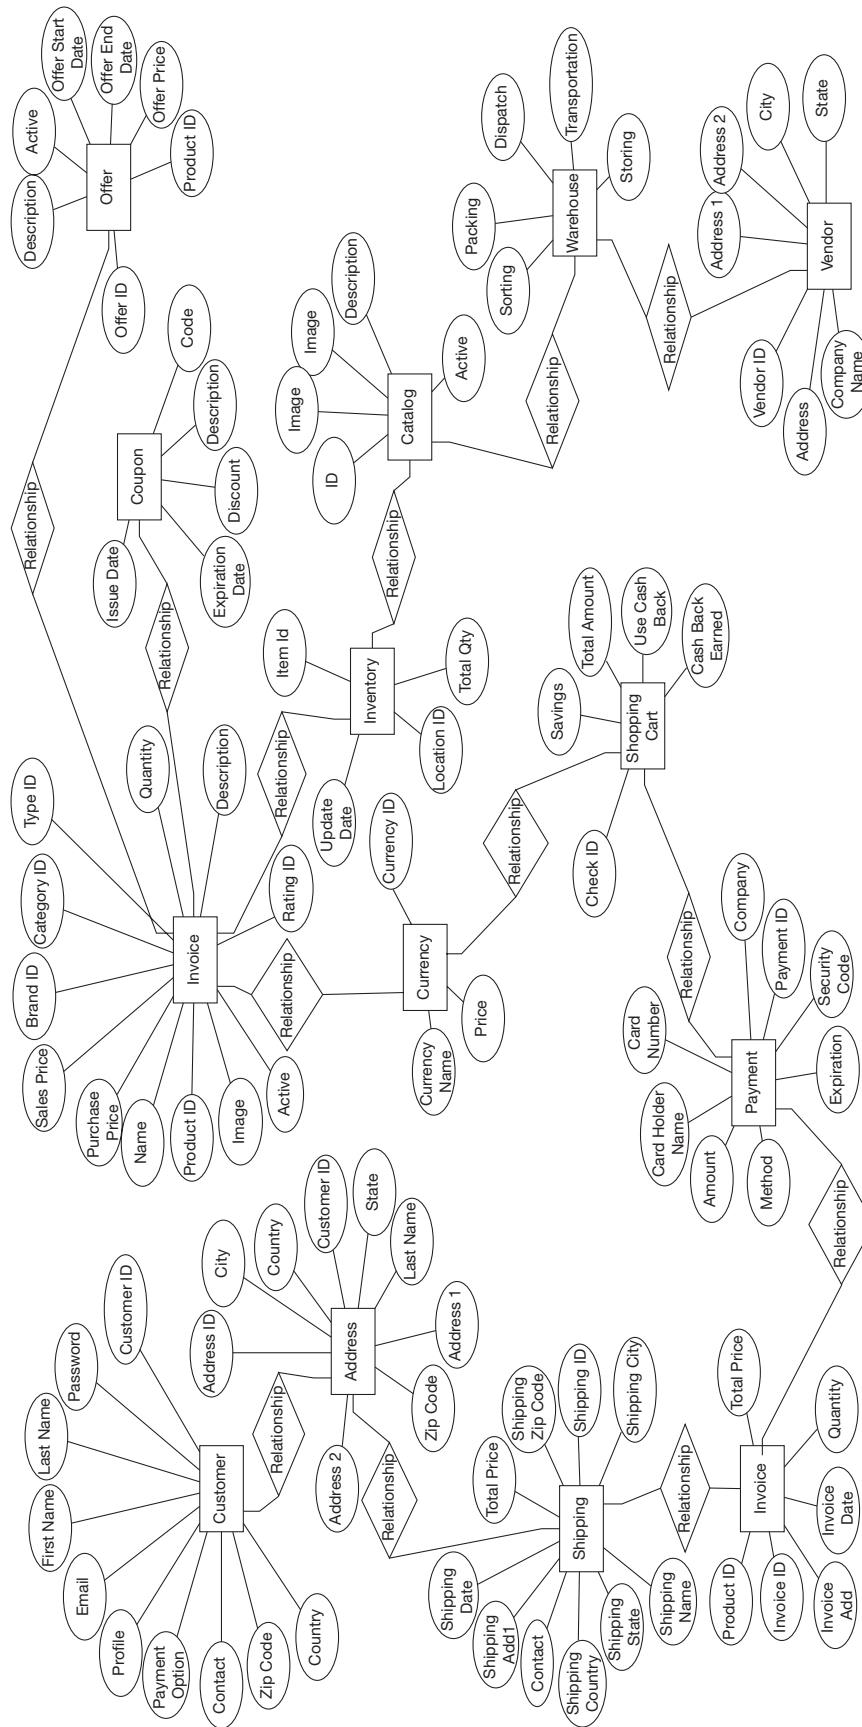 Customer ID
Password
Last Name
First Name
Email
Profile
Payment
Option
Contact
Zip Code
Country
Customer
Relationship
Address ID
City
Country
Customer ID
State
Last Name
Address 1
Zip Code
Address 2
Address
Relationship
Total Price
Shipping
Zip Code
Shipping ID
Shipping City
Shipping
Date
Shipping
Add1
Contact
Shipping
Country
Shipping
State
Shipping
Name
Shipping
Relationship
Total Price
Quantity
Invoice
Date
Invoice
Add
Invoice ID
Product ID
Invoice
Relationship
Sales Price
Brand ID
Category ID
Type ID
Quantity
Description
Rating ID
Purchase
Price
Name
Product ID
Image
Active
Invoice
Relationship
Currency ID
Currency
Name
Price
Currency
Relationship
Card
Number
Company
Payment ID
Security
Code
Expiration
Card Holder
Name
Amount
Method
Payment
Relationship
Savings
Total Amount
Use Cash
Back
Cash Back
Earned
Check ID
Shopping
Cart
Relationship
Item Id
Total Qty
Location ID
Update
Date
Inventory
Relationship
Relationship
Issue Date
Code
Description
Discount
Expiration
Date
Coupon
Relationship
Description
Active
Offer Start
Date
Offer End
Date
Offer Price
Product ID
Offer ID
Offer
Relationship
ID
Image
Image
Description
Active
Catalog
Relationship
Sorting
Packing
Dispatch
Transportation
Storing
Warehouse
Relationship
Vendor ID
Address 1
Address 2
City
State
Address
Company
Name
Vendor